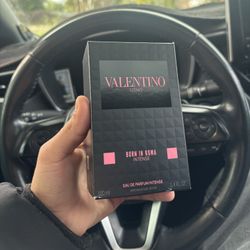 VALENTINO
UOMO
BORN IN ROMA
INTENSE
EAU DE PARFUM INTENSE